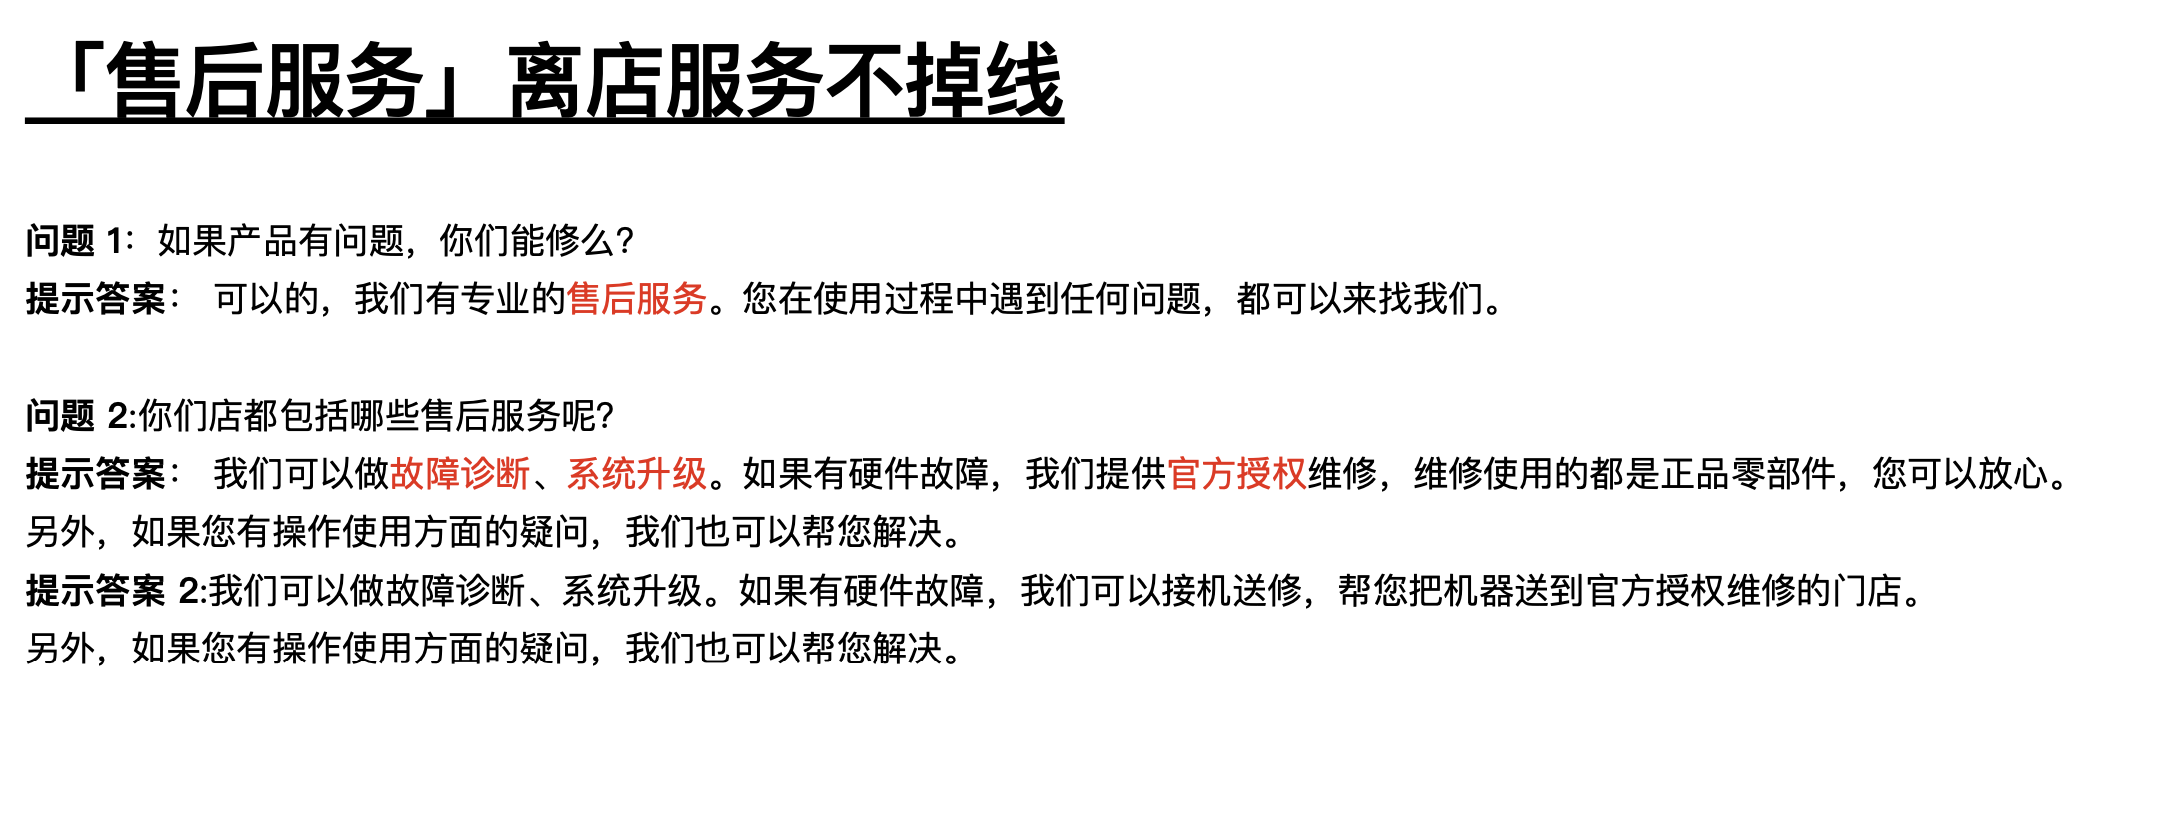 「售后服务」离店服务不掉线
问题 1：如果产品有问题，你们能修么？
提示答案： 可以的，我们有专业的售后服务。您在使用过程中遇到任何问题，都可以来找我们。
问题 2:你们店都包括哪些售后服务呢？
提示答案： 我们可以做故障诊断、系统升级。如果有硬件故障，我们提供官方授权维修，维修使用的都是正品零部件，您可以放心。
另外，如果您有操作使用方面的疑问，我们也可以帮您解决。
提示答案 2:我们可以做故障诊断、系统升级。如果有硬件故障，我们可以接机送修，帮您把机器送到官方授权维修的门店。
另外，如果您有操作使用方面的疑问，我们也可以帮您解决。